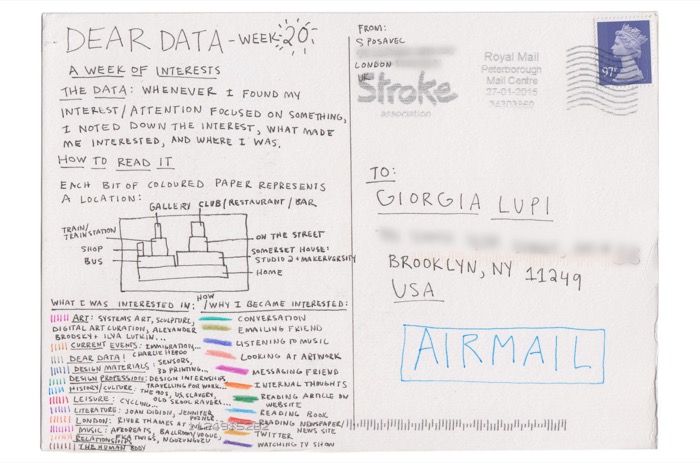 DEAR DATA - WEEK 20
A WEEK OF INTERESTS
THE DATA: WHENEVER I FOUND MY
INTEREST/ATTENTION FOCUSED ON SOMETHING,
I NOTED DOWN THE INTEREST, WHAT MADE
ME INTERESTED, AND WHERE I WAS.
HOW TO READ IT
EACH BIT OF COLOURED PAPER REPRESENTS
A LOCATION:
GALLERY CLUB/RESTAURANT/BAR
TRAIN/
TRAIN STATION
SHOP
BUS
ON THE STREET
SOMERSET HOUSE:
STUDIO 2 + MAKERVERSITY
HOME
WHAT I WAS INTERESTED IN:
ART: SYSTEMS ART, SCULPTURE,
DIGITAL ART CURATION, ALEXANDER
BRODSKY + ILYA UTKIN...
CURRENT EVENTS: IMMIGRATION,...
CHARLIE HEBDO
DEAR DATA!
DESIGN MATERIALS: SENSORS,
3D PRINTING...
DESIGN PROFESSION: DESIGN INTERNSHIPS
TRAVELLING FOR WORK...
HISTORY/CULTURE: THE 90S, US SLAVERY,
OLD SKOOL RAVERS...
LEISURE: CYCLING...
LITERATURE: JOAN DIDION, JENNIFER
LONDON: RIVER THAMES AT
MUSIC: AFROBEATS, BALLROOM/VOGUE,
FKA TWIGS, NGUZUNGUZU
RELATIONSHIPS
THE HUMAN BODY
HOW
/WHY I BECAME INTERESTED:
CONVERSATION
EMAILING FRIEND
LISTENING TO MUSIC
LOOKING AT ARTWORK
MESSAGING FRIEND
INTERNAL THOUGHTS
READING ARTICLE ON
WEBSITE
READING BOOK
READING NEWSPAPER/
NEWS SITE
TWITTER
WATCHING TV SHOW
FROM:
S POSAVEC
LONDON
UK
Stroke
association
Royal Mail
Peterborough
Mail Centre
27-01-2015
97P
TO:
GIORGIA LUPI
BROOKLYN, NY 11249
USA
AIRMAIL